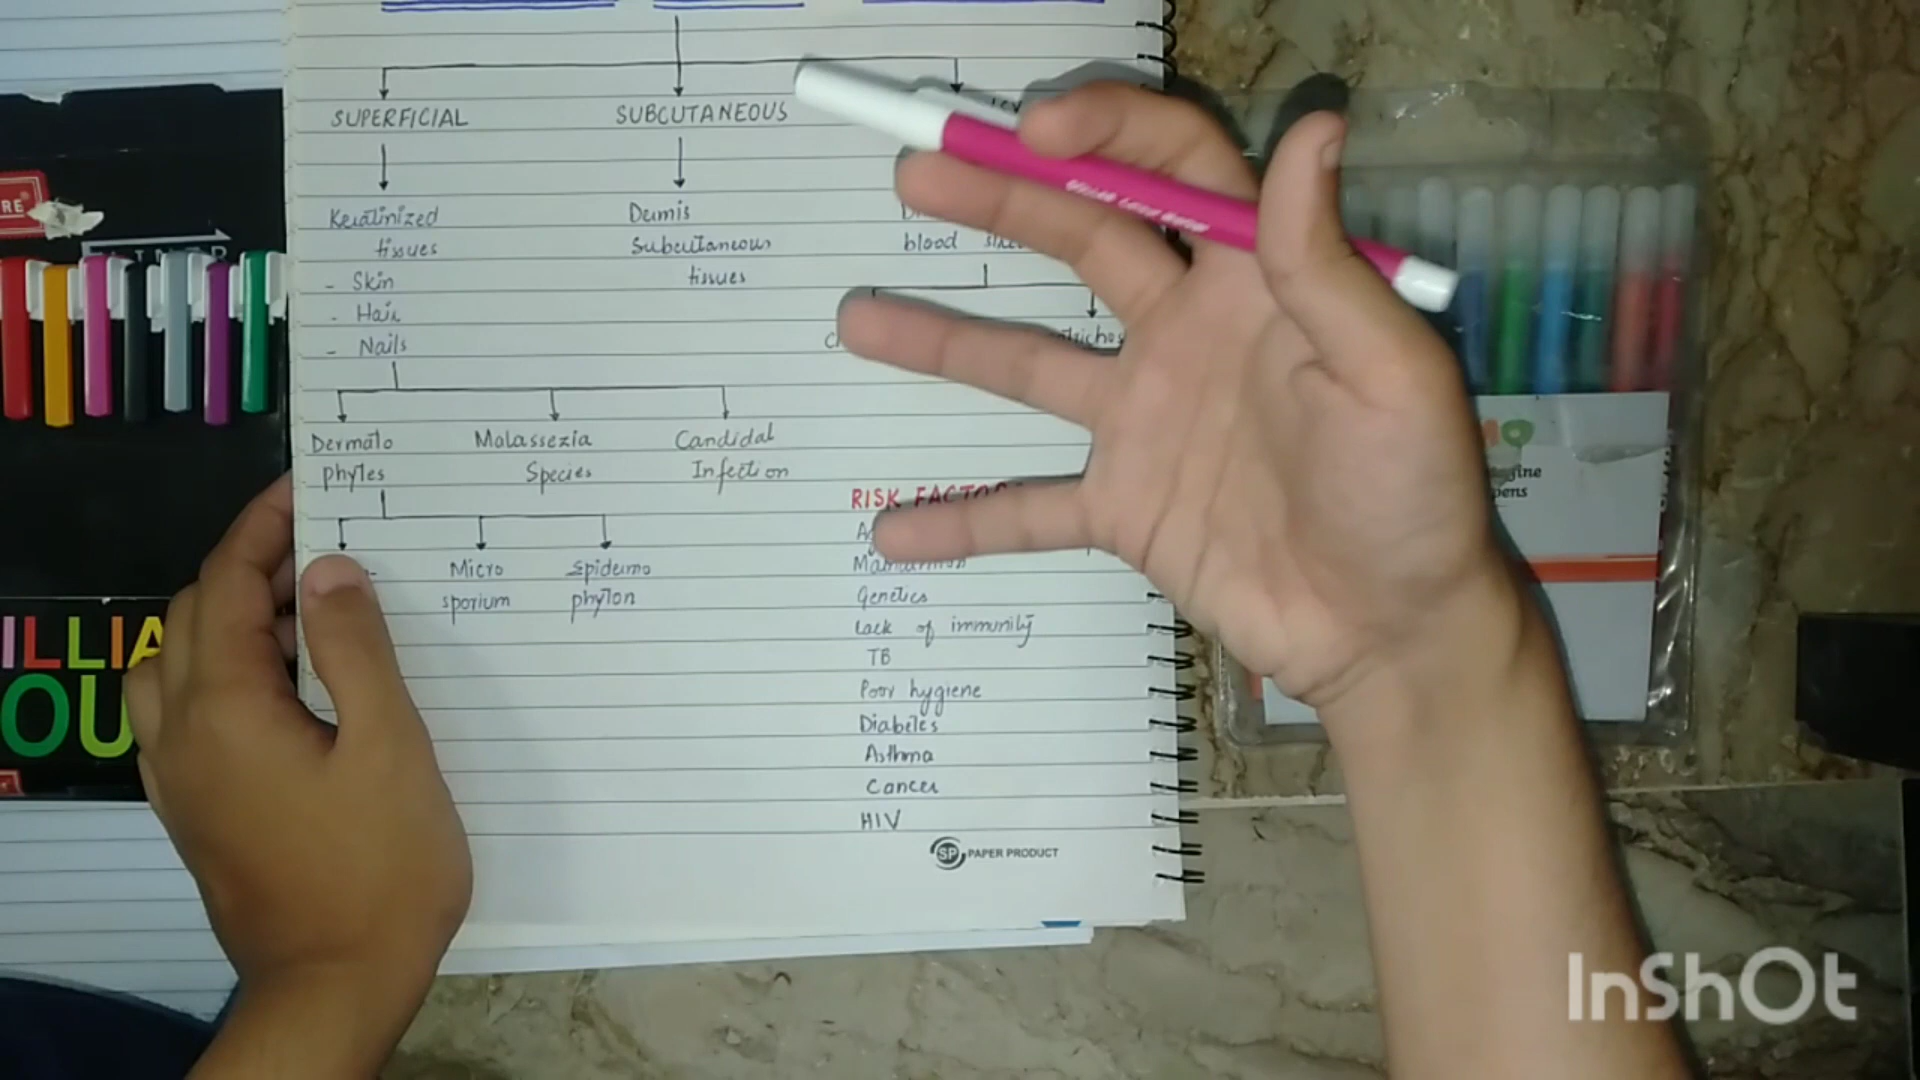 SUPERFICIAL SUBCUTANEOUS
Keratinized Dermis
tissues Subcutaneous blood
- Skin tissues
- Hair
- Nails
Dermato Malassezia Candidal
phytes Species Infection
RISK FACTORS
Micro Epidermo
sporium phyton
Genetics
Lack of immunity
TB
Poor hygiene
Diabetes
Asthma
Cancer
HIV
SP PAPER PRODUCT
InShOt